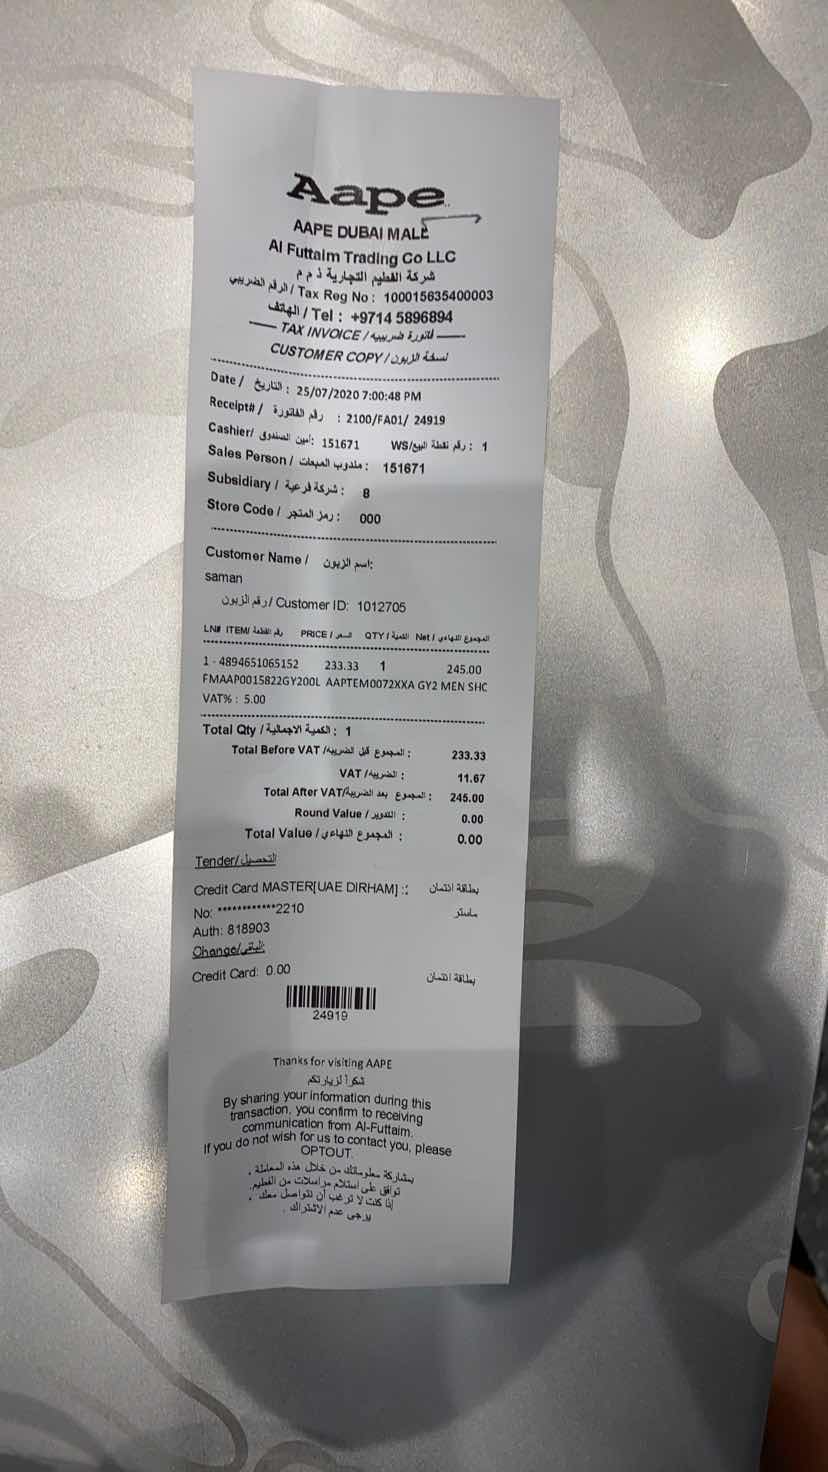 Aape
AAPE DUBAI MALL
Al Futtaim Trading Co LLC
شركة الفطيم التجارية ذ م م
الرقم الضريبي / Tax Reg No : 100015635400003
الهاتف / Tel : +9714 5896894
TAX INVOICE / فاتورة ضريبيه
CUSTOMER COPY / نسخة الزبون
Date / التاريخ : 25/07/2020 7:00:48 PM
Receipt# / رقم الفاتورة : 2100/FA01/ 24919
Cashier/ أمين الصندوق: 151671 WS/رقم نقطة البيع : 1
Sales Person / مندوب المبيعات : 151671
Subsidiary / شركة فرعية : 8
Store Code / رمز المتجر : 000
Customer Name / اسم الزبون:
saman
رقم الزبون / Customer ID: 1012705
LN# ITEM/ رقم القطعة PRICE / السعر QTY / الكمية Net / المجموع النهاءي
1 - 4894651065152 233.33 1 245.00
FMAAP0015822GY200L AAPTEM0072XXA GY2 MEN SHC
VAT% : 5.00
Total Qty / الكمية الاجمالية : 1
Total Before VAT / المجموع قبل الضريبه : 233.33
VAT / الضريبه : 11.67
Total After VAT/ المجموع بعد الضريبة : 245.00
Round Value / التدوير : 0.00
Total Value / المجموع النهاءي : 0.00
Tender/ التحصيل
Credit Card MASTER[UAE DIRHAM] :: بطاقة ائتمان
No: ************2210 ماستر
Auth: 818903
Change/ الباقي
Credit Card: 0.00 بطاقة ائتمان
24919
Thanks for visiting AAPE
شكراً لزيارتكم
By sharing your information during this
transaction, you confirm to receiving
communication from Al-Futtaim.
If you do not wish for us to contact you, please
OPTOUT.
بمشاركة معلوماتك من خلال هذه المعاملة ,
توافق على استلام مراسلات من الفطيم.
إذا كنت لا ترغب أن نتواصل معك ,
يرجى عدم الاشتراك .